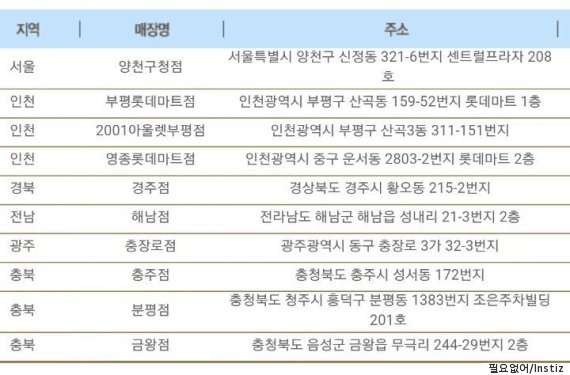 지역 매장명 주소
서울 양천구청점 서울특별시 양천구 신정동 321-6번지 센트럴프라자 208
호
인천 부평롯데마트점 인천광역시 부평구 산곡동 159-52번지 롯데마트 1층
인천 2001아울렛부평점 인천광역시 부평구 산곡3동 311-151번지
인천 영종롯데마트점 인천광역시 중구 운서동 2803-2번지 롯데마트 2층
경북 경주점 경상북도 경주시 황오동 215-2번지
전남 해남점 전라남도 해남군 해남읍 성내리 21-3번지 2층
광주 충장로점 광주광역시 동구 충장로 3가 32-3번지
충북 충주점 충청북도 충주시 성서동 172번지
충북 분평점 충청북도 청주시 흥덕구 분평동 1383번지 조은주차빌딩
201호
충북 금왕점 충청북도 음성군 금왕읍 무극리 244-29번지 2층
필요없어/Instiz